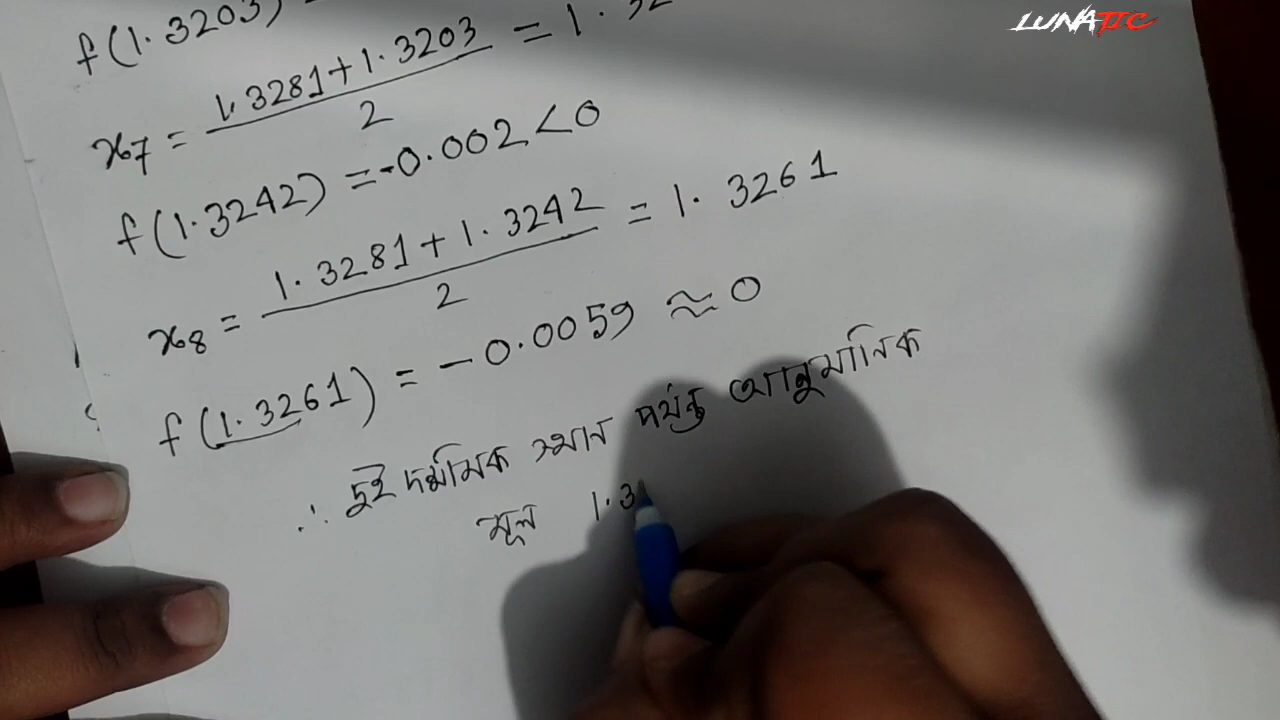 LUNATIC
f(1.3203)
x7 = 1.3281+1.3203 / 2 = 1.32
f(1.3242) = -0.002 < 0
x8 = 1.3281 + 1.3242 / 2 = 1.3261
f(1.3261) = - 0.0059 ≈ 0
∴ দুই দশমিক স্থান পর্যন্ত আনুমানিক
মূল 1.3